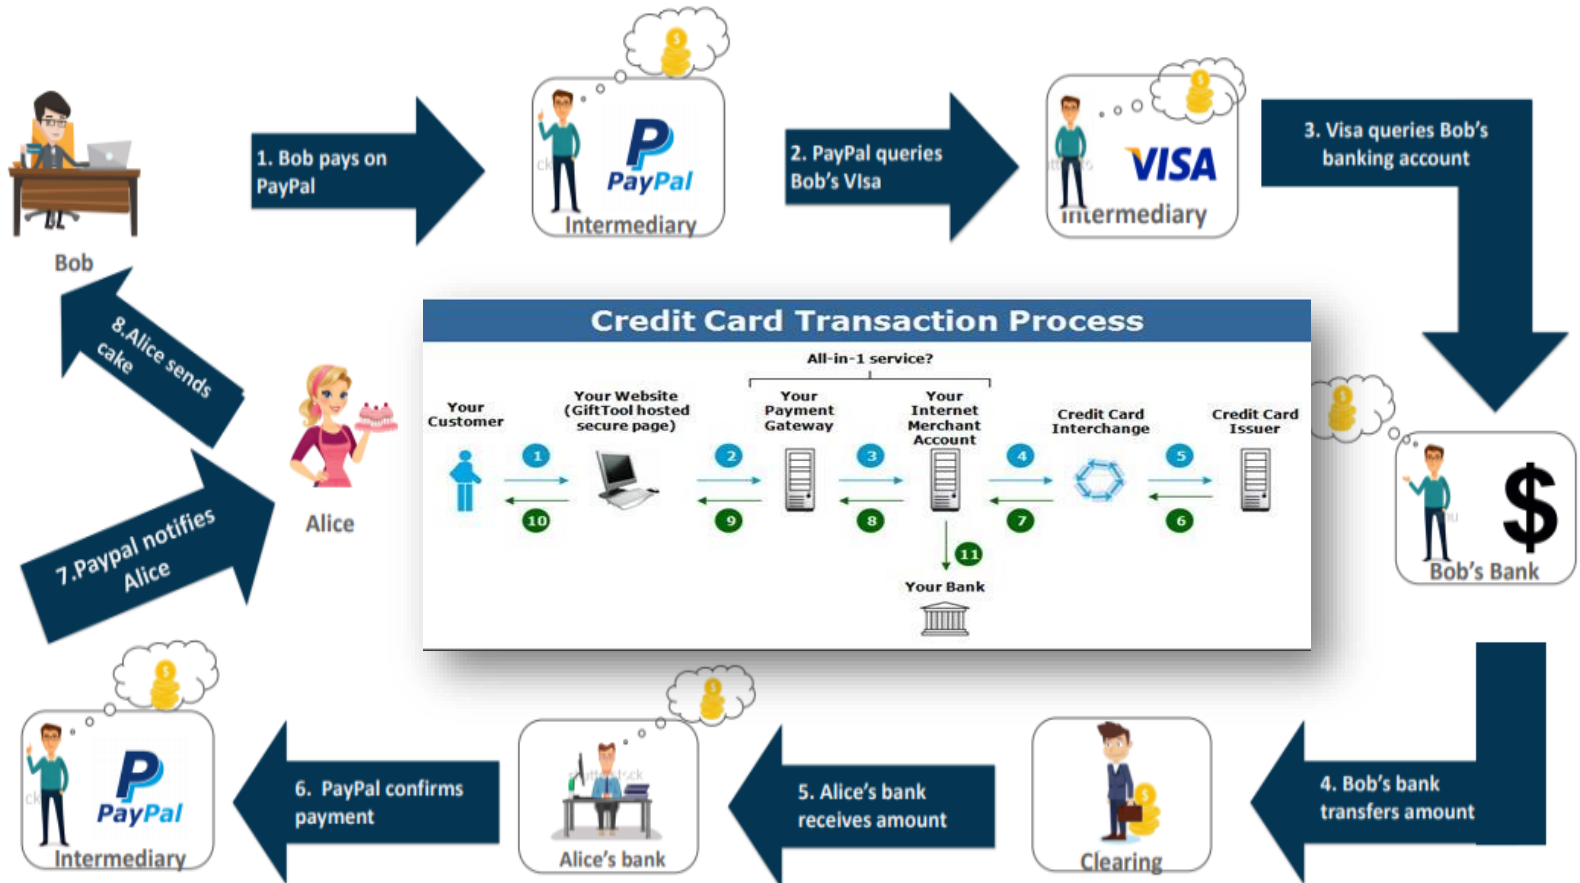 1. Bob pays on
PayPal
PayPal
Intermediary
2. PayPal queries
Bob's VIsa
VISA
Intermediary
3. Visa queries Bob's
banking account
Bob
8.Alice sends
cake
Alice
7.Paypal notifies
Alice
Credit Card Transaction Process
All-in-1 service?
Your
Customer
Your Website
(GiftTool hosted
secure page)
Your
Payment
Gateway
Your
Internet
Merchant
Account
Credit Card
Interchange
Credit Card
Issuer
1
2
3
4
5
10
9
8
7
6
11
Your Bank
$
Bob's Bank
PayPal
Intermediary
6. PayPal confirms
payment
Alice's bank
5. Alice's bank
receives amount
Clearing
4. Bob's bank
transfers amount